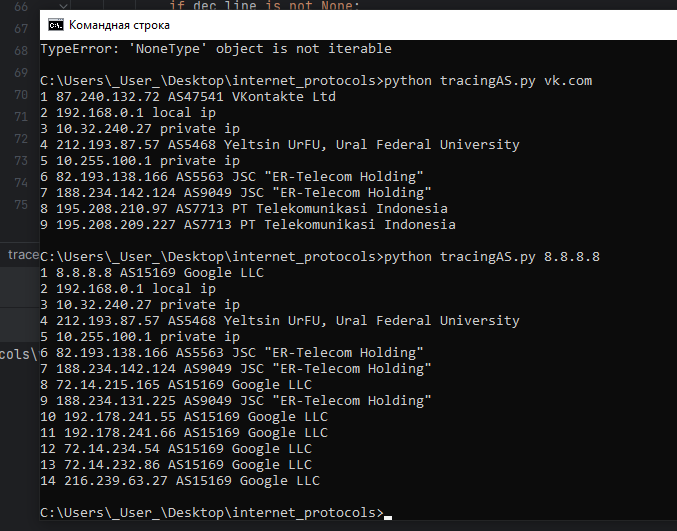 66 if dec_line is not None:
Командная строка
67
TypeError: 'NoneType' object is not iterable
68
69
70 C:\Users\_User_\Desktop\internet_protocols>python tracingAS.py vk.com
1 87.240.132.72 AS47541 VKontakte Ltd
71 2 192.168.0.1 local ip
3 10.32.240.27 private ip
72 4 212.193.87.57 AS5468 Yeltsin UrFU, Ural Federal University
73 5 10.255.100.1 private ip
6 82.193.138.166 AS5563 JSC "ER-Telecom Holding"
74 7 188.234.142.124 AS9049 JSC "ER-Telecom Holding"
75 8 195.208.210.97 AS7713 PT Telekomunikasi Indonesia
9 195.208.209.227 AS7713 PT Telekomunikasi Indonesia
trace
C:\Users\_User_\Desktop\internet_protocols>python tracingAS.py 8.8.8.8
1 8.8.8.8 AS15169 Google LLC
2 192.168.0.1 local ip
3 10.32.240.27 private ip
4 212.193.87.57 AS5468 Yeltsin UrFU, Ural Federal University
5 10.255.100.1 private ip
cols\
6 82.193.138.166 AS5563 JSC "ER-Telecom Holding"
7 188.234.142.124 AS9049 JSC "ER-Telecom Holding"
8 72.14.215.165 AS15169 Google LLC
9 188.234.131.225 AS9049 JSC "ER-Telecom Holding"
10 192.178.241.55 AS15169 Google LLC
11 192.178.241.66 AS15169 Google LLC
12 72.14.234.54 AS15169 Google LLC
13 72.14.232.86 AS15169 Google LLC
14 216.239.63.27 AS15169 Google LLC
C:\Users\_User_\Desktop\internet_protocols>